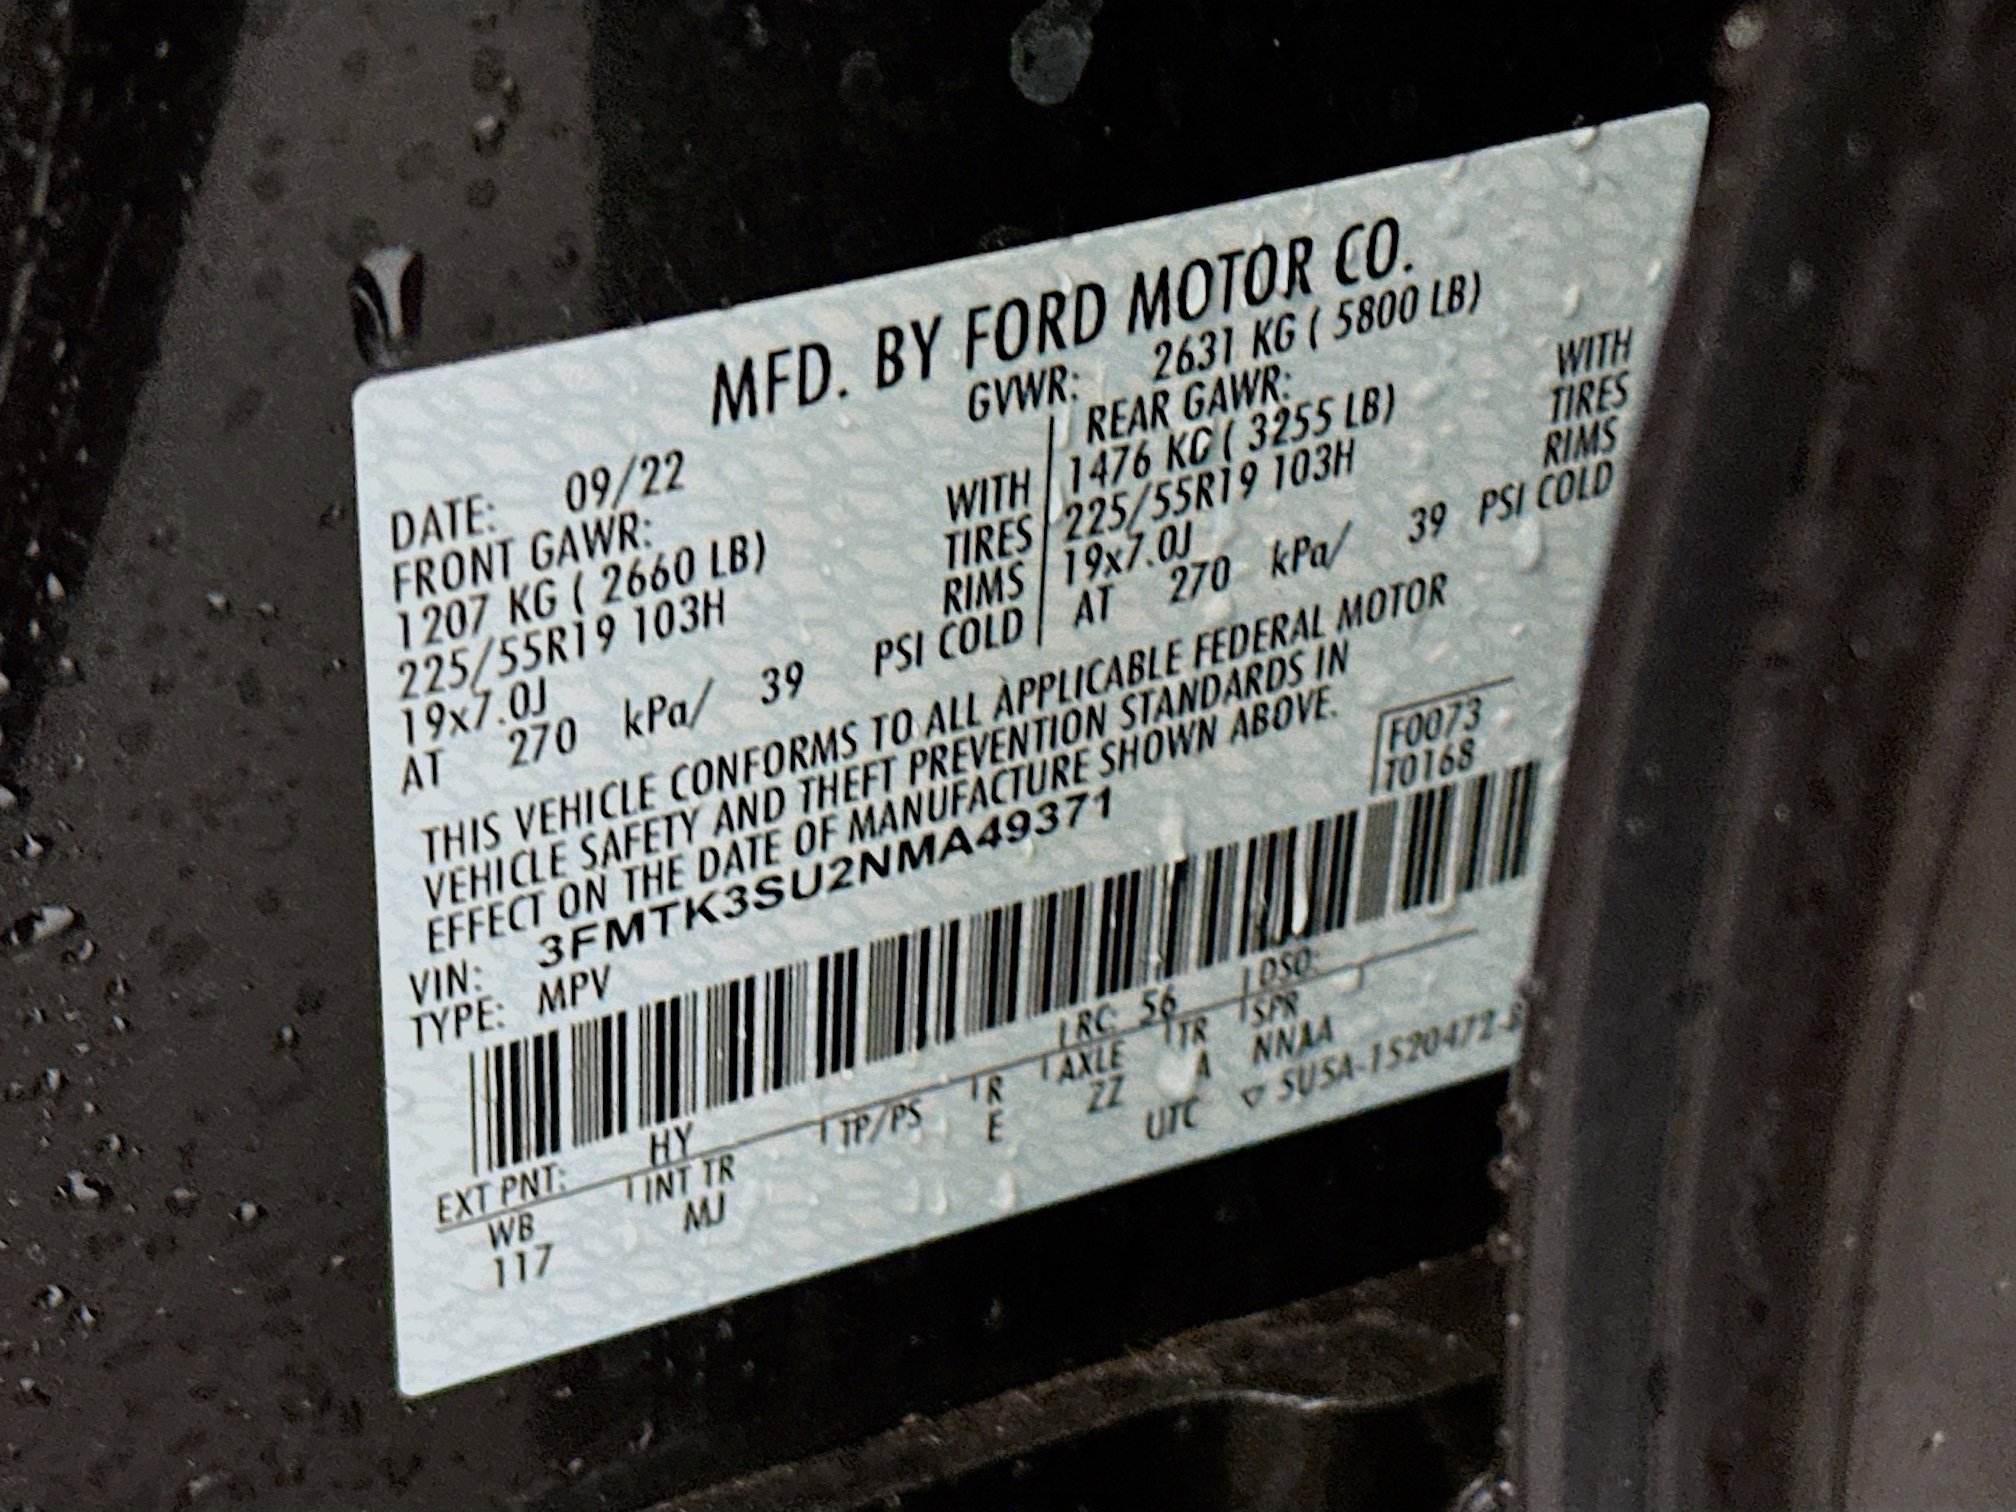 MFD. BY FORD MOTOR CO.
GVWR: 2631 KG ( 5800 LB)
DATE: 09/22
FRONT GAWR:
1207 KG ( 2660 LB) WITH
225/55R19 103H TIRES
19x7.0J RIMS
AT 270 kPa/ 39 PSI COLD
REAR GAWR:
1476 KG ( 3255 LB) WITH
225/55R19 103H TIRES
19x7.0J RIMS
AT 270 kPa/ 39 PSI COLD
THIS VEHICLE CONFORMS TO ALL APPLICABLE FEDERAL MOTOR
VEHICLE SAFETY AND THEFT PREVENTION STANDARDS IN
EFFECT ON THE DATE OF MANUFACTURE SHOWN ABOVE.
VIN: 3FMTK3SU2NMA49371
TYPE: MPV
F0073
T0168
EXT PNT: HY RC: 56 DSO:
WB INT TR TP/PS R AXLE TR SPR
117 MJ E ZZ A NNAA
UTC ▽ SUSA-1520472-B